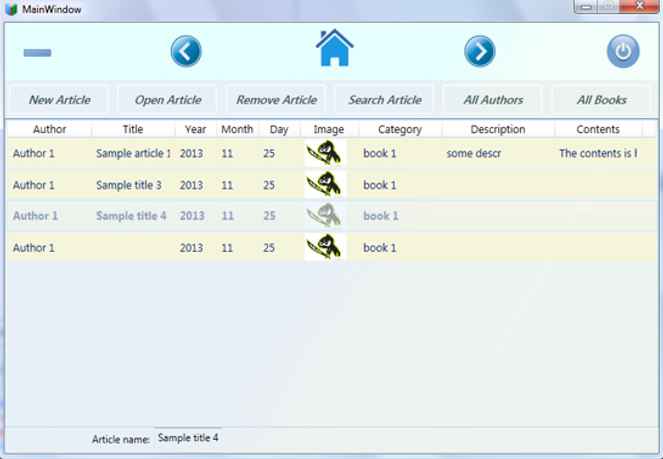 MainWindow
New Article Open Article Remove Article Search Article All Authors All Books
Author Title Year Month Day Image Category Description Contents
Author 1 Sample article 1 2013 11 25 book 1 some descr The contents is h
Author 1 Sample title 3 2013 11 25 book 1
Author 1 Sample title 4 2013 11 25 book 1
Author 1 2013 11 25 book 1
Article name: Sample title 4